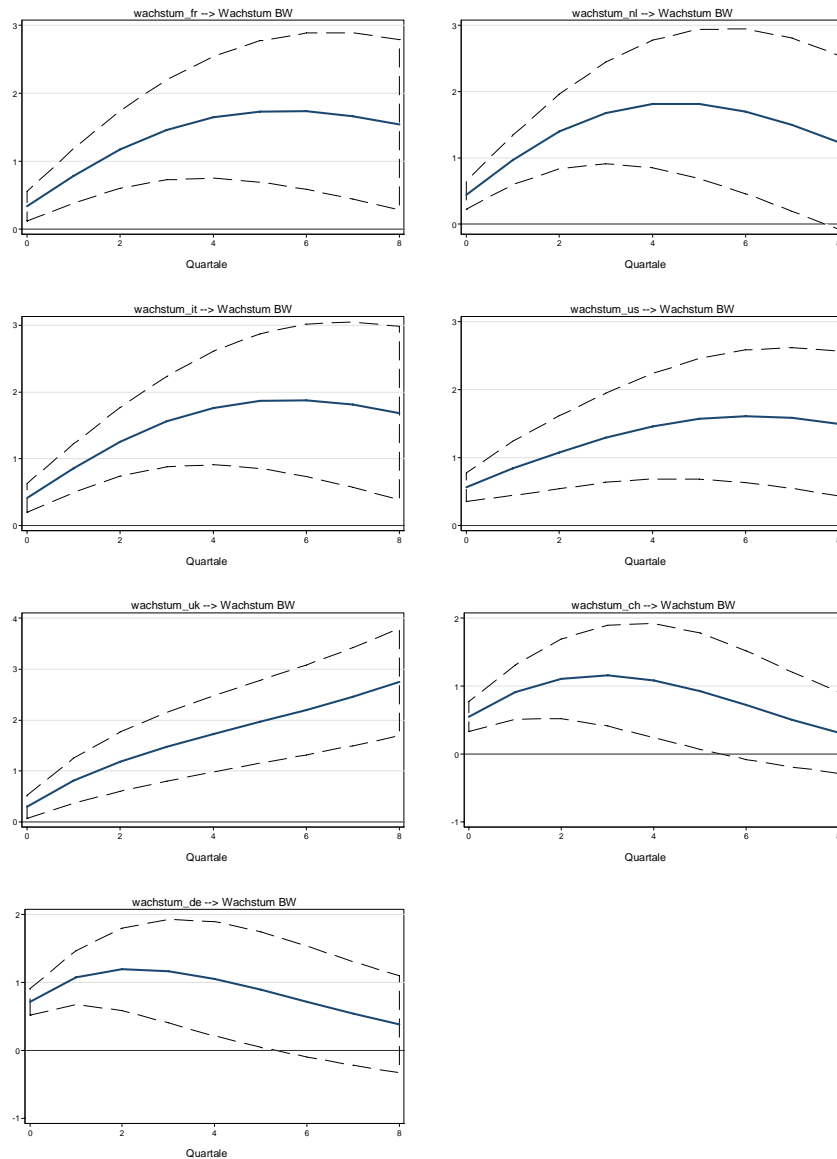 wachstum_fr --> Wachstum BW
3
2
1
0
0 2 4 6 8
Quartale
wachstum_nl --> Wachstum BW
3
2
1
0
0 2 4 6 8
Quartale
wachstum_it --> Wachstum BW
3
2
1
0
0 2 4 6 8
Quartale
wachstum_us --> Wachstum BW
3
2
1
0
0 2 4 6 8
Quartale
wachstum_uk --> Wachstum BW
4
3
2
1
0
0 2 4 6 8
Quartale
wachstum_ch --> Wachstum BW
2
1
0
-1
0 2 4 6 8
Quartale
wachstum_de --> Wachstum BW
2
1
0
-1
0 2 4 6 8
Quartale